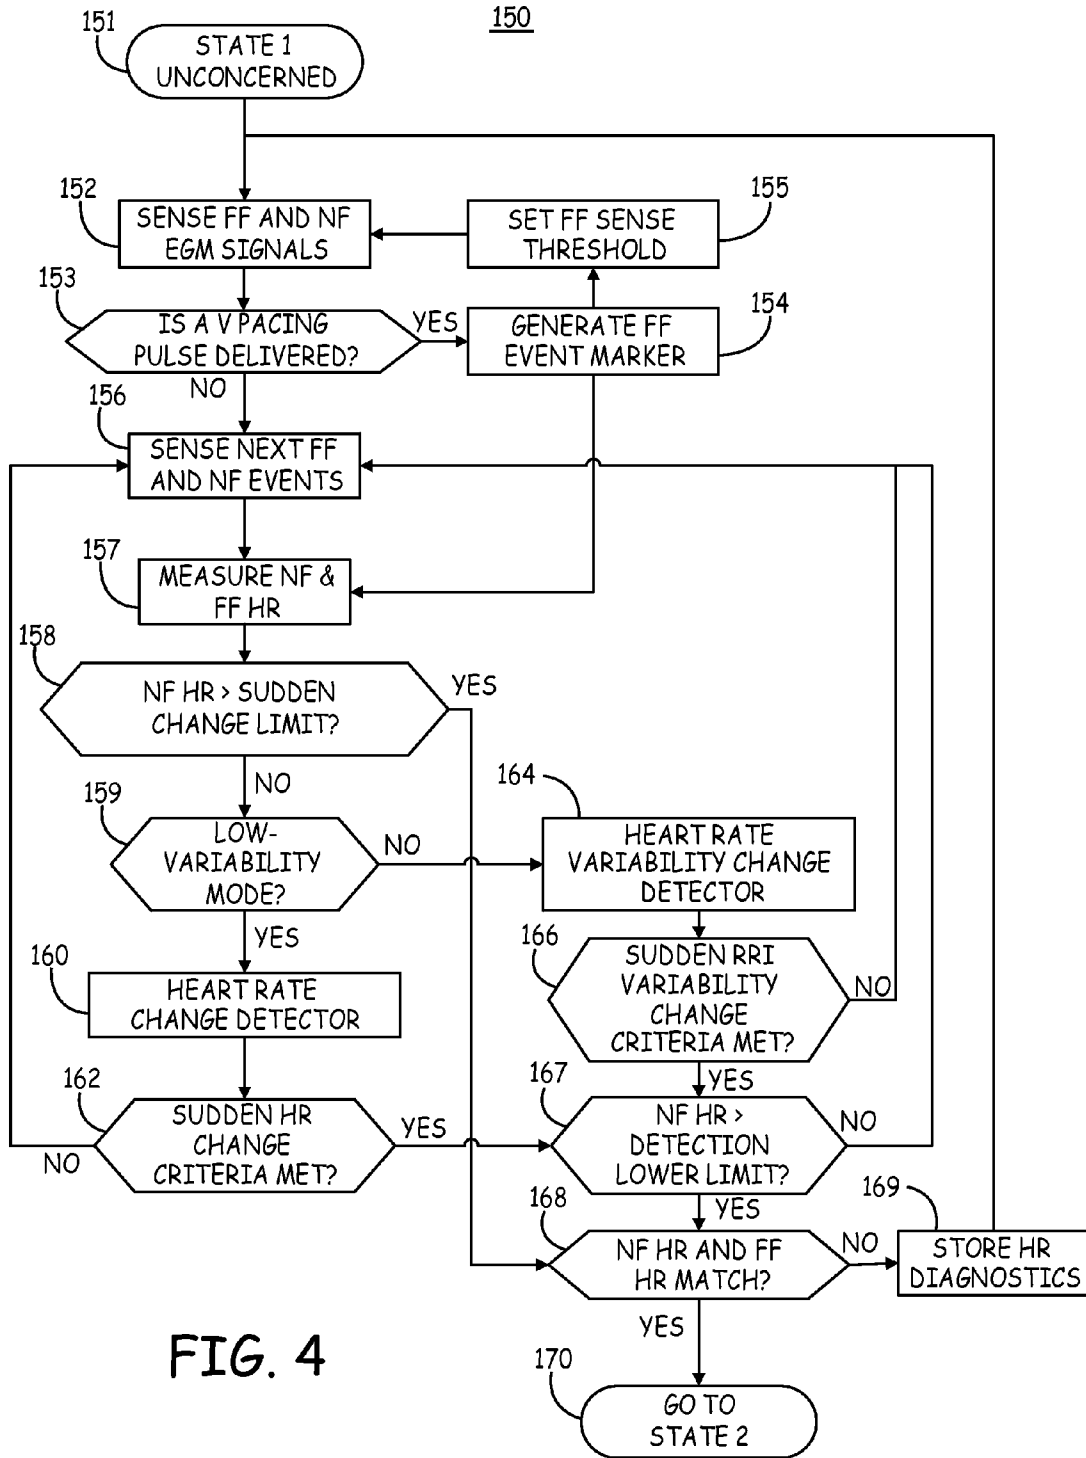 150
151
STATE 1
UNCONCERNED
152
SENSE FF AND NF
EGM SIGNALS
155
SET FF SENSE
THRESHOLD
153
IS A V PACING
PULSE DELIVERED?
YES
NO
154
GENERATE FF
EVENT MARKER
156
SENSE NEXT FF
AND NF EVENTS
157
MEASURE NF &
FF HR
158
NF HR > SUDDEN
CHANGE LIMIT?
YES
NO
159
LOW-
VARIABILITY
MODE?
NO
YES
164
HEART RATE
VARIABILITY CHANGE
DETECTOR
160
HEART RATE
CHANGE DETECTOR
166
SUDDEN RRI
VARIABILITY
CHANGE
CRITERIA MET?
NO
YES
162
SUDDEN HR
CHANGE
CRITERIA MET?
YES
NO
167
NF HR >
DETECTION
LOWER LIMIT?
NO
YES
168
NF HR AND FF
HR MATCH?
NO
YES
169
STORE HR
DIAGNOSTICS
170
GO TO
STATE 2
FIG. 4